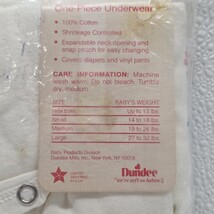 One-Piece Underwear
• 100% Cotton
• Shrinkage Controlled
• Expandable neck opening and
snap pouch for easy changing
• Covers diapers and vinyl pants
CARE INFORMATION: Machine
wash warm. Do not bleach. Tumble
dry, medium.
SIZE BABY'S WEIGHT
Up to 13 lbs.
Small 14 to 18 lbs.
Medium 19 to 26 lbs.
Large 27 to 32 lbs.
Baby Products Division
Dundee Mills, Inc., New York, NY 10018
Dundee